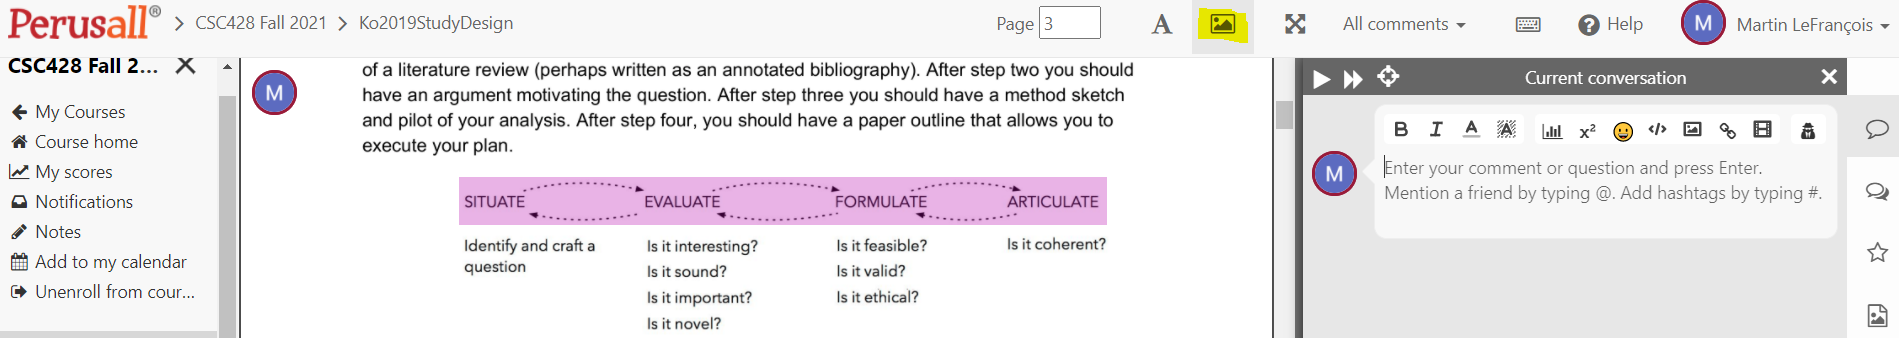 Perusall®
CSC428 Fall 2021
Ko2019StudyDesign
Page 3
A
All comments
Help
M
Martin LeFrançois
CSC428 Fall 2...
My Courses
Course home
My scores
Notifications
Notes
Add to my calendar
Unenroll from cour...
M
of a literature review (perhaps written as an annotated bibliography). After step two you should
have an argument motivating the question. After step three you should have a method sketch
and pilot of your analysis. After step four, you should have a paper outline that allows you to
execute your plan.
SITUATE EVALUATE FORMULATE ARTICULATE
Identify and craft a
question
Is it interesting?
Is it sound?
Is it important?
Is it novel?
Is it feasible?
Is it valid?
Is it ethical?
Is it coherent?
Current conversation
B I A A x²
M
Enter your comment or question and press Enter.
Mention a friend by typing @. Add hashtags by typing #.